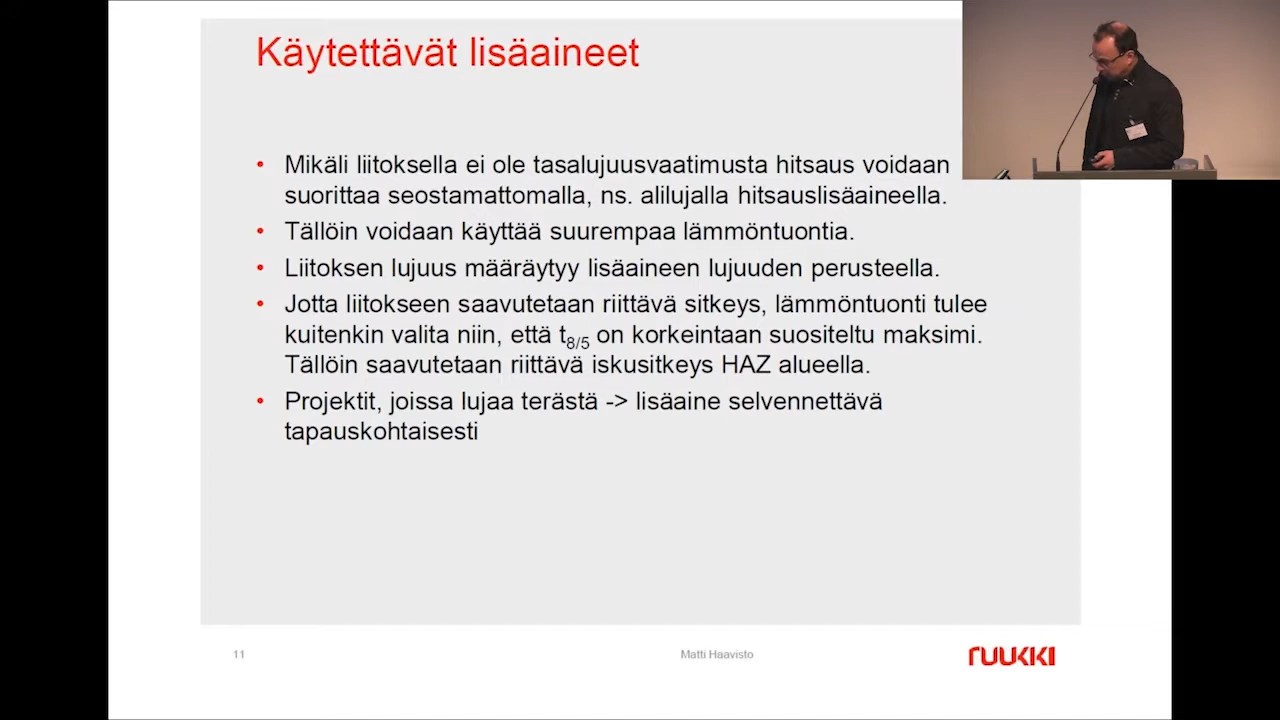 Käytettävät lisäaineet
• Mikäli liitoksella ei ole tasalujuusvaatimusta hitsaus voidaan
suorittaa seostamattomalla, ns. alilujalla hitsauslisäaineella.
• Tällöin voidaan käyttää suurempaa lämmöntuontia.
• Liitoksen lujuus määräytyy lisäaineen lujuuden perusteella.
• Jotta liitokseen saavutetaan riittävä sitkeys, lämmöntuonti tulee
kuitenkin valita niin, että t8/5 on korkeintaan suositeltu maksimi.
Tällöin saavutetaan riittävä iskusitkeys HAZ alueella.
• Projektit, joissa lujaa terästä -> lisäaine selvennettävä
tapauskohtaisesti
11
Matti Haavisto
ruukki